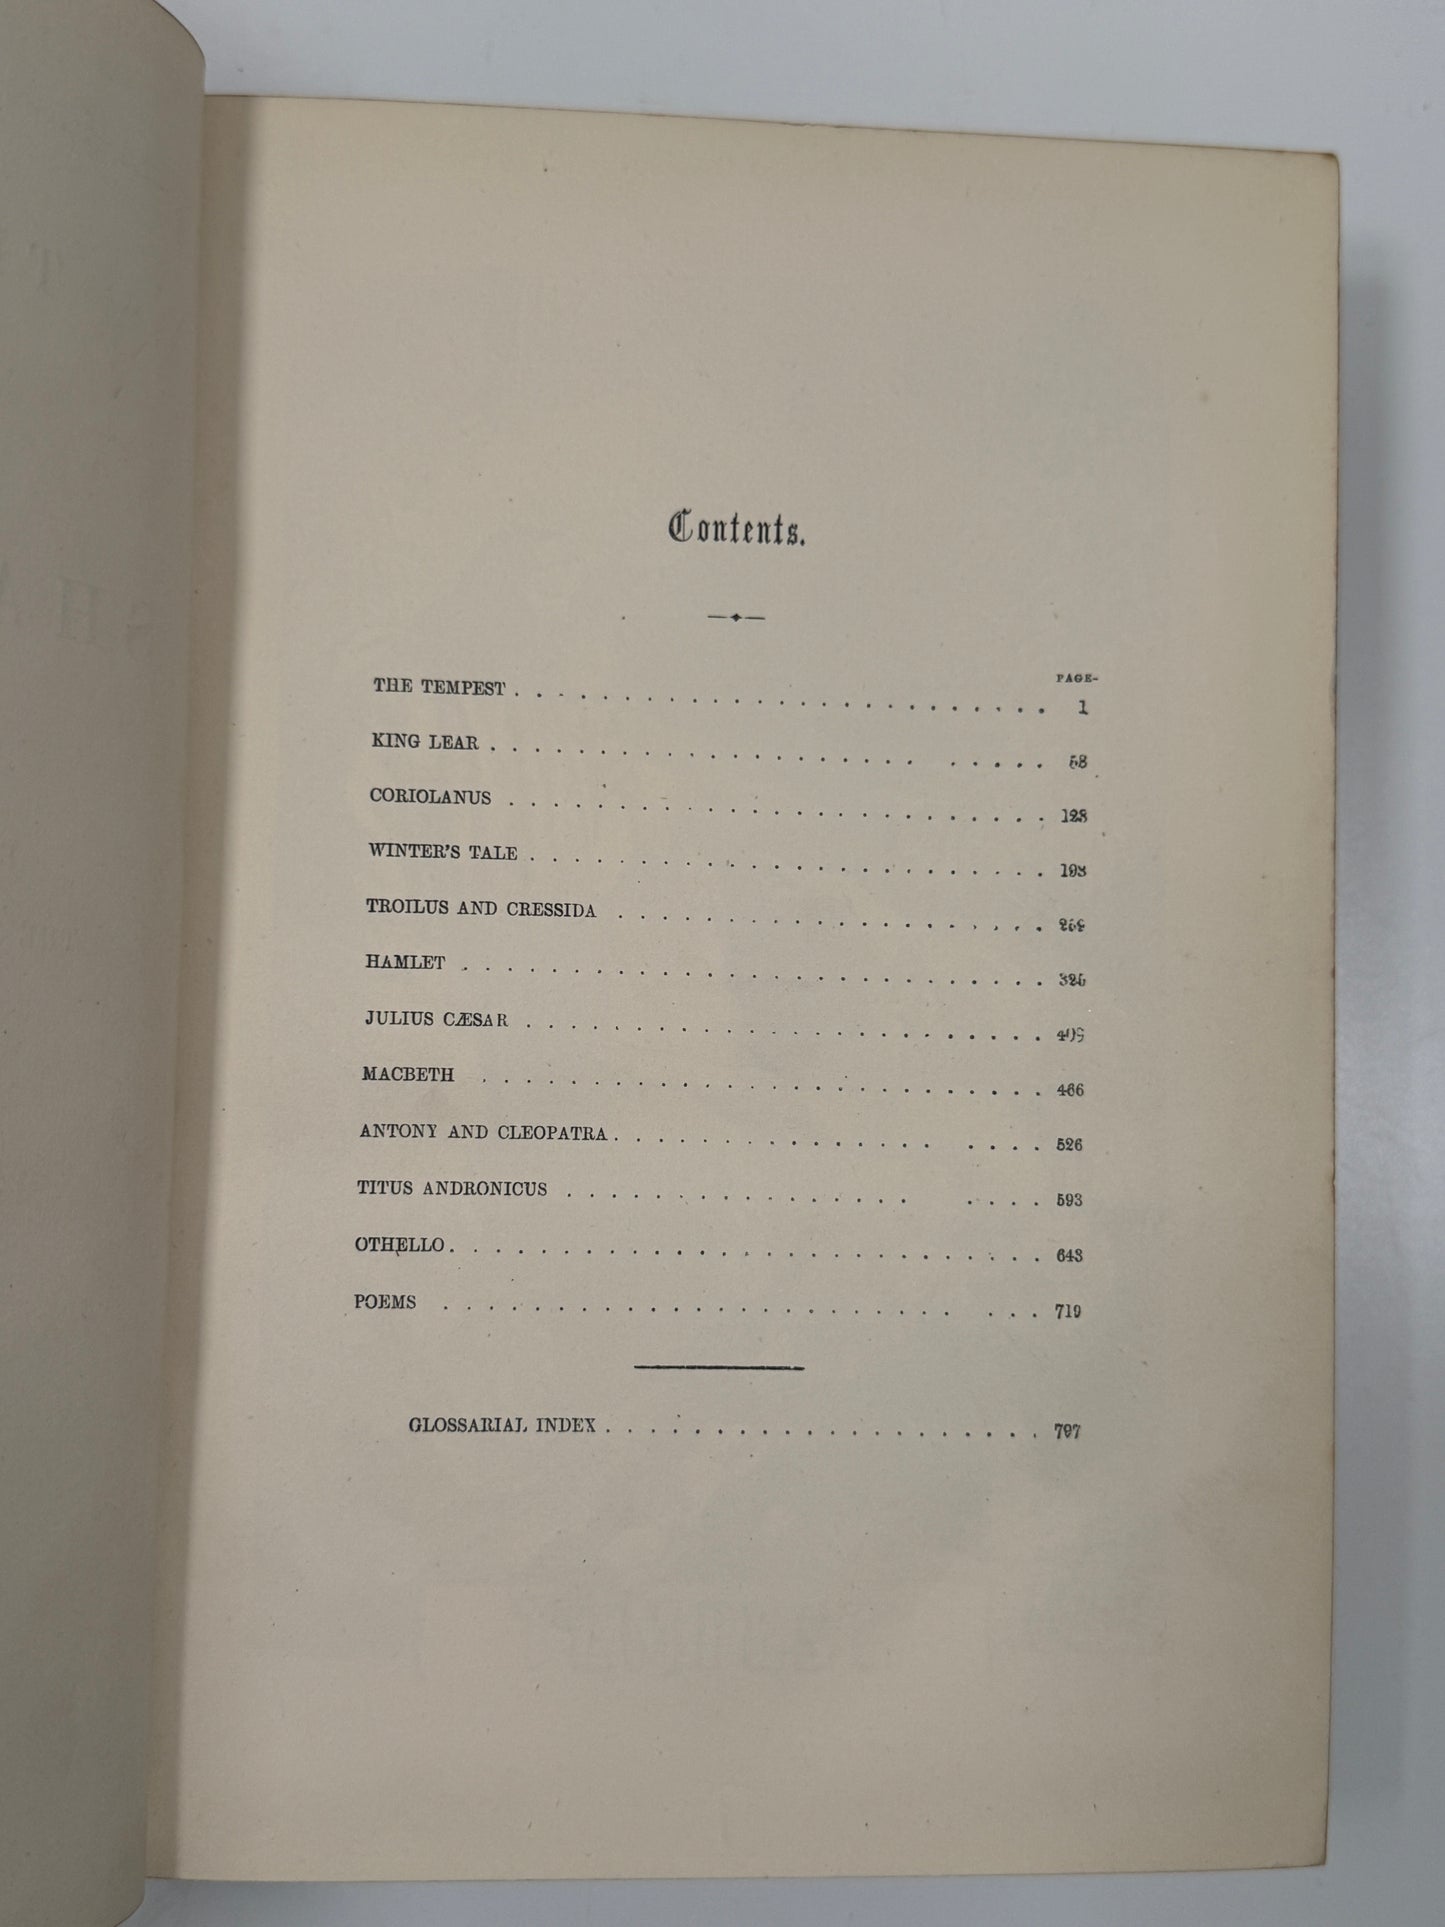 Contents.
PAGE
THE TEMPEST . . . . . . . . . . . . . . . . . . . . . . . . . 1
KING LEAR . . . . . . . . . . . . . . . . . . . . . . . . . 58
CORIOLANUS . . . . . . . . . . . . . . . . . . . . . . . . . 128
WINTER'S TALE . . . . . . . . . . . . . . . . . . . . . . . . 198
TROILUS AND CRESSIDA . . . . . . . . . . . . . . . . . . . .
HAMLET . . . . . . . . . . . . . . . . . . . . . . . . . . . 325
JULIUS CÆSAR . . . . . . . . . . . . . . . . . . . . . . . .
MACBETH . . . . . . . . . . . . . . . . . . . . . . . . . . 466
ANTONY AND CLEOPATRA . . . . . . . . . . . . . . . . . . . 526
TITUS ANDRONICUS . . . . . . . . . . . . . . . . . . . . 593
OTHELLO . . . . . . . . . . . . . . . . . . . . . . . . . . 643
POEMS . . . . . . . . . . . . . . . . . . . . . . . . . . . 719
GLOSSARIAL INDEX . . . . . . . . . . . . . . . . . . . . 797